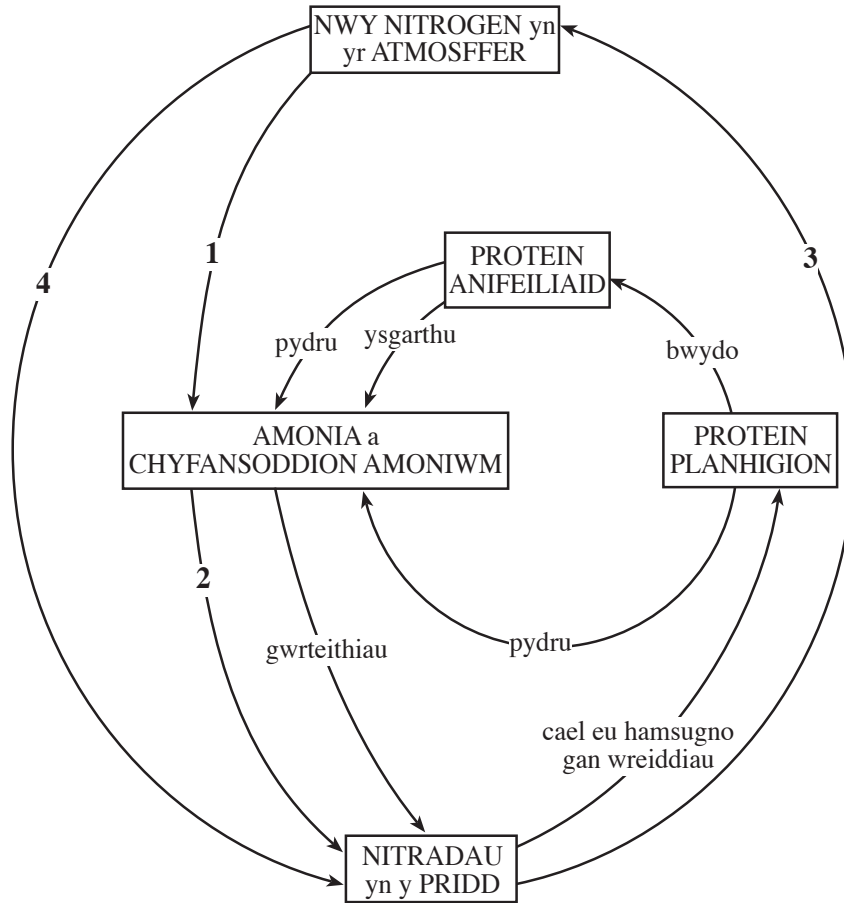 NWY NITROGEN yn
yr ATMOSFFER
1
4
3
PROTEIN
ANIFEILIAID
pydru
ysgarthu
bwydo
AMONIA a
CHYFANSODDION AMONIWM
PROTEIN
PLANHIGION
2
gwrteithiau
pydru
cael eu hamsugno
gan wreiddiau
NITRADAU
yn y PRIDD